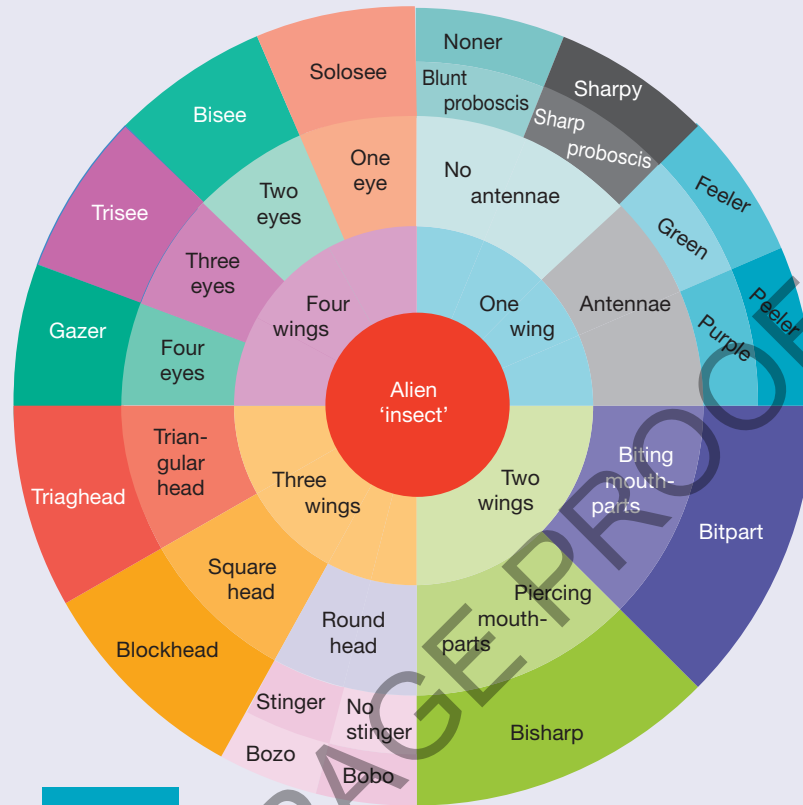 Alien
'insect'
One
wing
No
antennae
Blunt
proboscis
Noner
Sharp
proboscis
Sharpy
Antennae
Green
Feeler
Purple
Peeler
Two
wings
Biting
mouth-
parts
Bitpart
Piercing
mouth-
parts
Bisharp
Three
wings
Round
head
No
stinger
Bobo
Stinger
Bozo
Square
head
Blockhead
Trian-
gular
head
Triaghead
Four
wings
Four
eyes
Gazer
Three
eyes
Trisee
Two
eyes
Bisee
One
eye
Solosee
PAGE PROOF